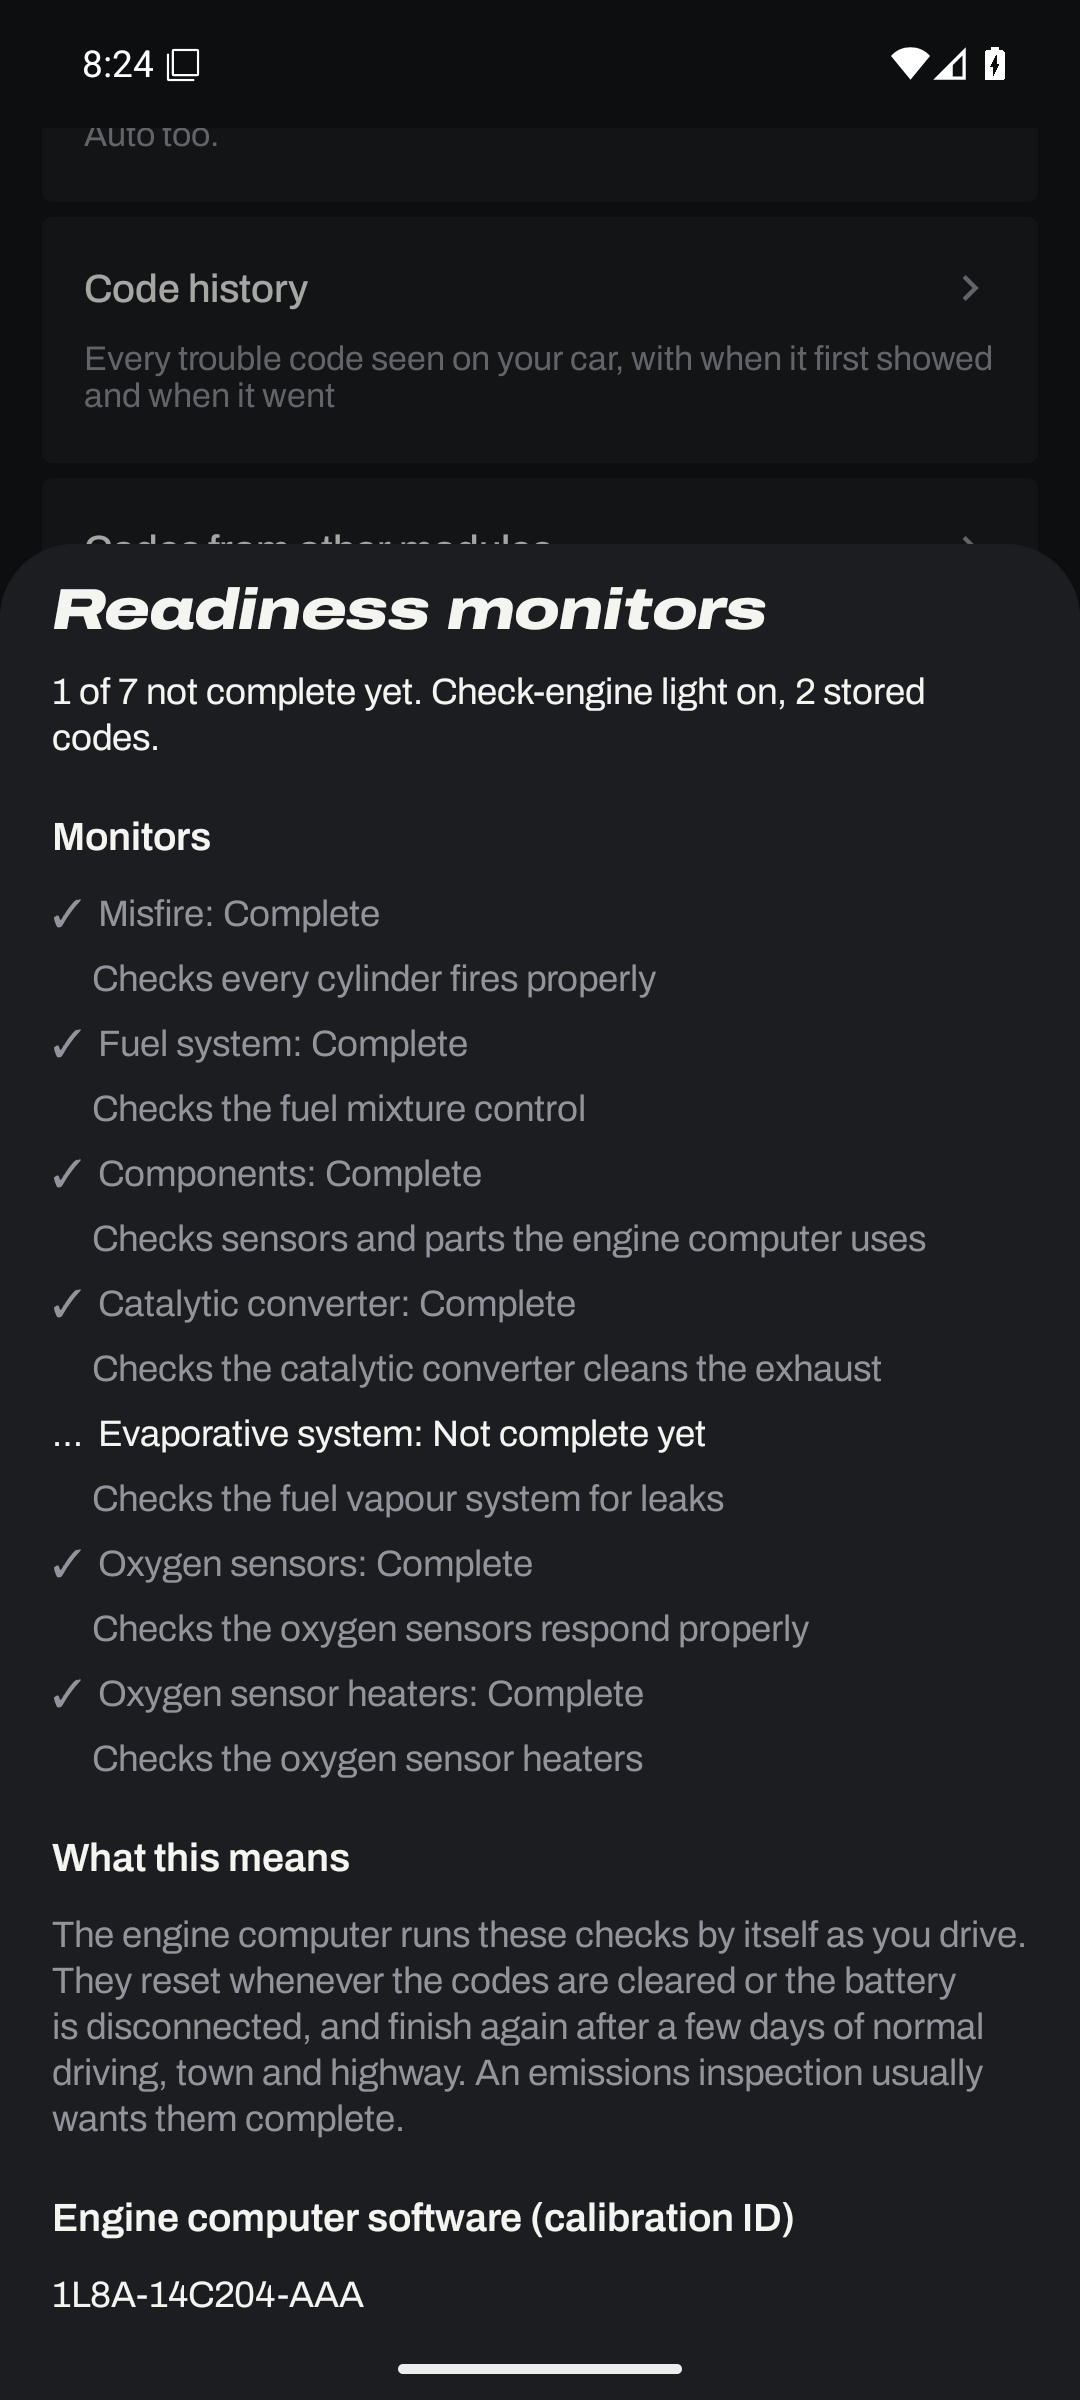 8:24
Auto too.
Code history
Every trouble code seen on your car, with when it first showed
and when it went
Codes from other modules
Readiness monitors
1 of 7 not complete yet. Check-engine light on, 2 stored
codes.
Monitors
✓ Misfire: Complete
Checks every cylinder fires properly
✓ Fuel system: Complete
Checks the fuel mixture control
✓ Components: Complete
Checks sensors and parts the engine computer uses
✓ Catalytic converter: Complete
Checks the catalytic converter cleans the exhaust
... Evaporative system: Not complete yet
Checks the fuel vapour system for leaks
✓ Oxygen sensors: Complete
Checks the oxygen sensors respond properly
✓ Oxygen sensor heaters: Complete
Checks the oxygen sensor heaters
What this means
The engine computer runs these checks by itself as you drive.
They reset whenever the codes are cleared or the battery
is disconnected, and finish again after a few days of normal
driving, town and highway. An emissions inspection usually
wants them complete.
Engine computer software (calibration ID)
1L8A-14C204-AAA